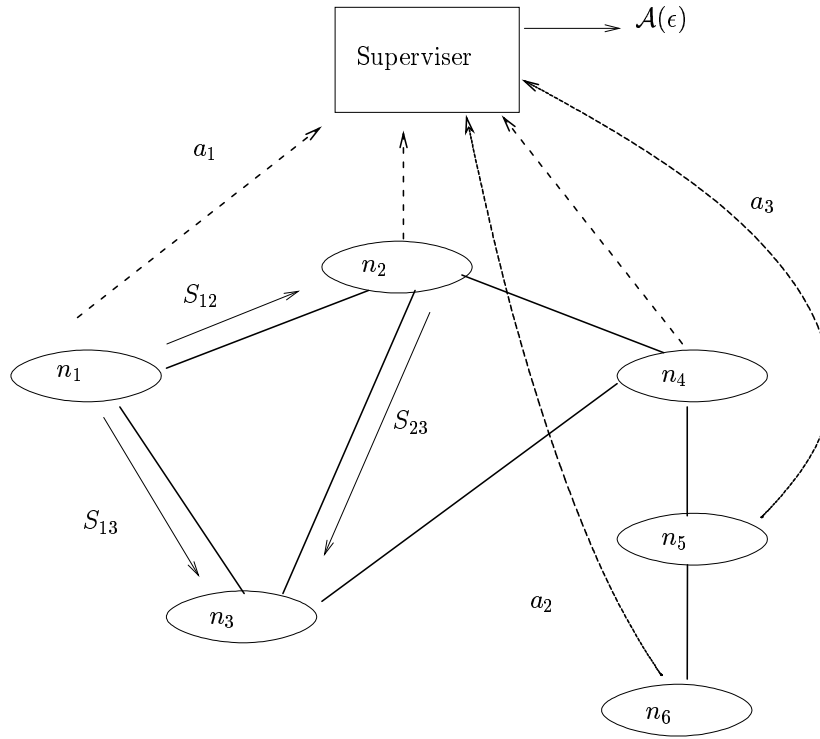 𝒜(ϵ)
Superviser
a₁
a₃
n₂
S₁₂
n₁
n₄
S₂₃
S₁₃
n₅
a₂
n₃
n₆